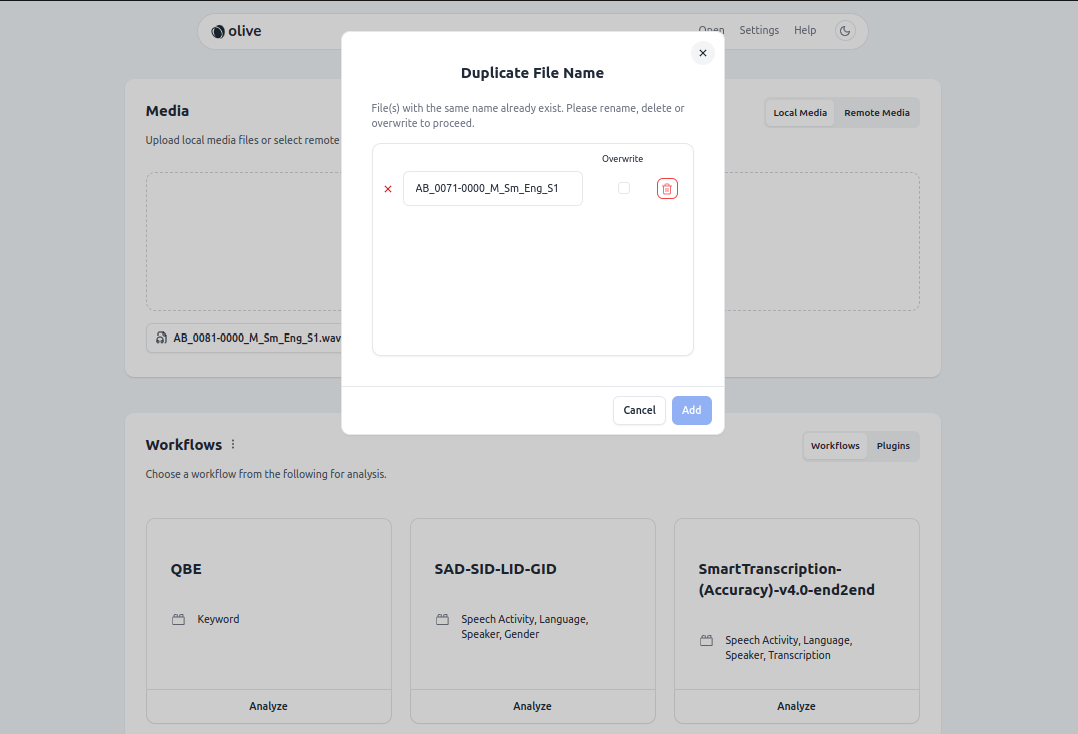 olive
Open
Settings
Help
Duplicate File Name
File(s) with the same name already exist. Please rename, delete or
overwrite to proceed.
Overwrite
AB_0071-0000_M_Sm_Eng_S1
Cancel
Add
Media
Upload local media files or select remote
Local Media
Remote Media
AB_0081-0000_M_Sm_Eng_S1.wav
Workflows
Choose a workflow from the following for analysis.
Workflows
Plugins
QBE
Keyword
Analyze
SAD-SID-LID-GID
Speech Activity, Language,
Speaker, Gender
Analyze
SmartTranscription-
(Accuracy)-v4.0-end2end
Speech Activity, Language,
Speaker, Transcription
Analyze